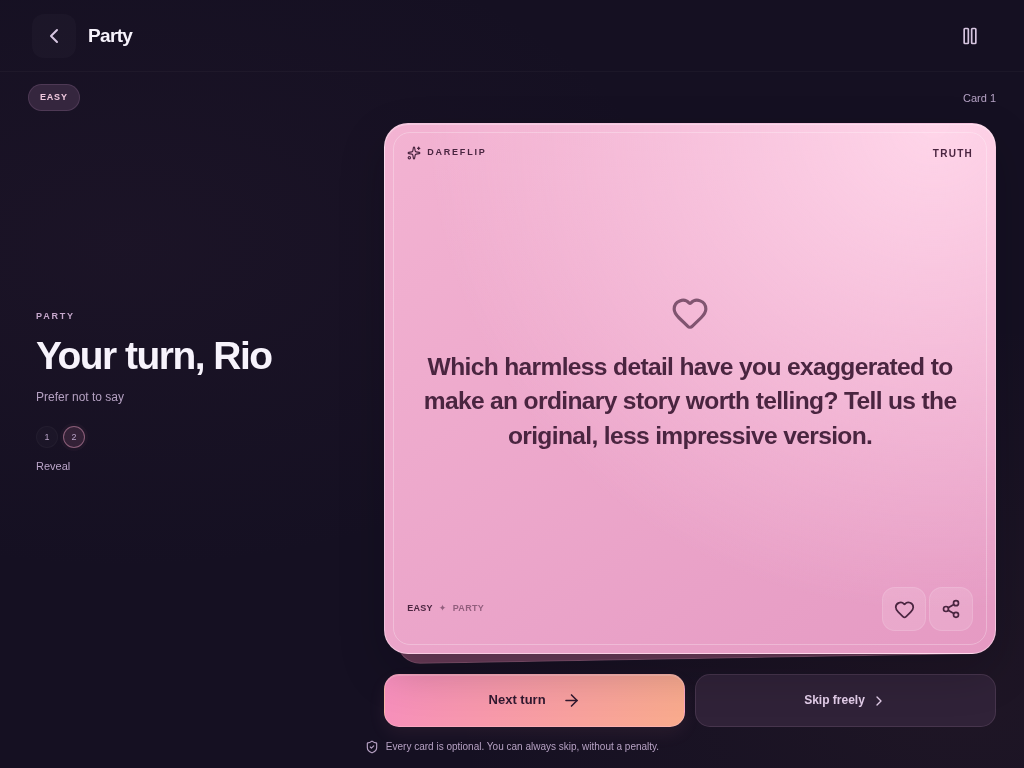 Party
EASY
Card 1
DAREFLIP
TRUTH
PARTY
Your turn, Rio
Prefer not to say
1 2
Reveal
Which harmless detail have you exaggerated to
make an ordinary story worth telling? Tell us the
original, less impressive version.
EASY ✦ PARTY
Next turn
Skip freely
Every card is optional. You can always skip, without a penalty.